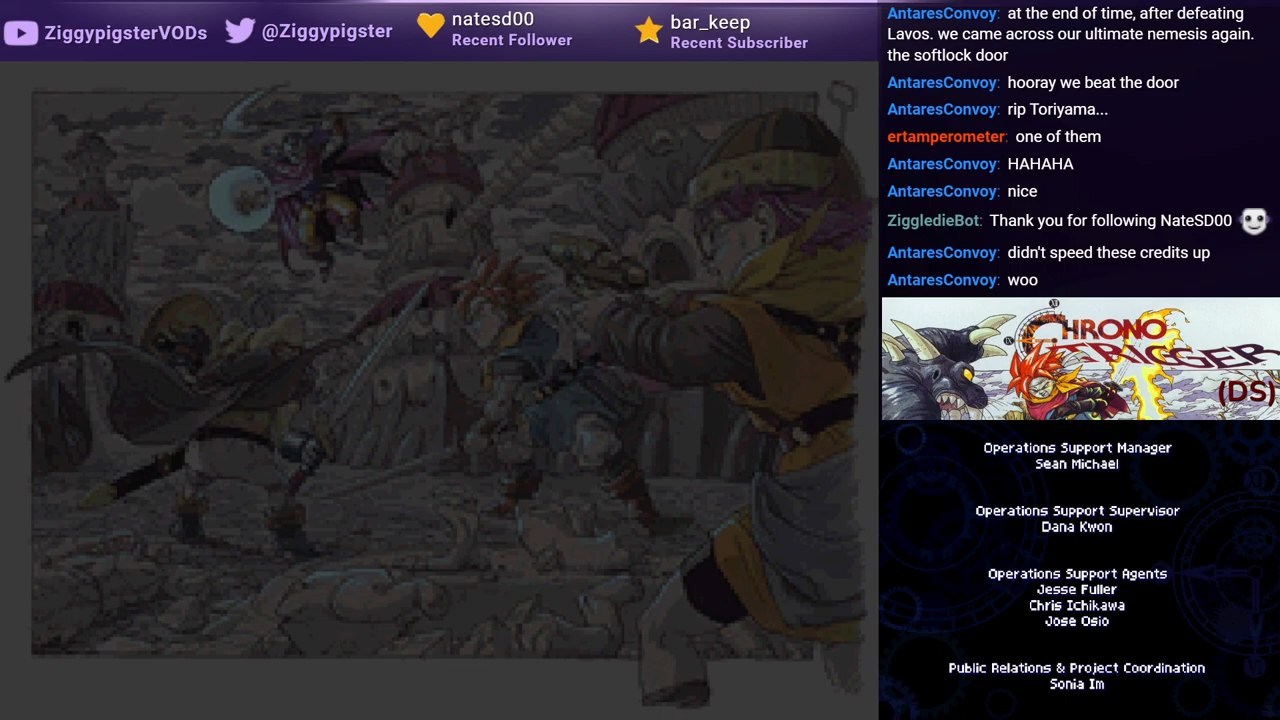 ZiggypigsterVODs
@Ziggypigster
natesd00
Recent Follower
bar_keep
Recent Subscriber
AntaresConvoy: at the end of time, after defeating
Lavos. we came across our ultimate nemesis again.
the softlock door
AntaresConvoy: hooray we beat the door
AntaresConvoy: rip Toriyama...
ertamperometer: one of them
AntaresConvoy: HAHAHA
AntaresConvoy: nice
ZiggledieBot: Thank you for following NateSD00
AntaresConvoy: didn't speed these credits up
AntaresConvoy: woo
CHRONO
TRIGGER
(DS)
Operations Support Manager
Sean Michael
Operations Support Supervisor
Dana Kwon
Operations Support Agents
Jesse Fuller
Chris Ichikawa
Jose Osio
Public Relations & Project Coordination
Sonia Im